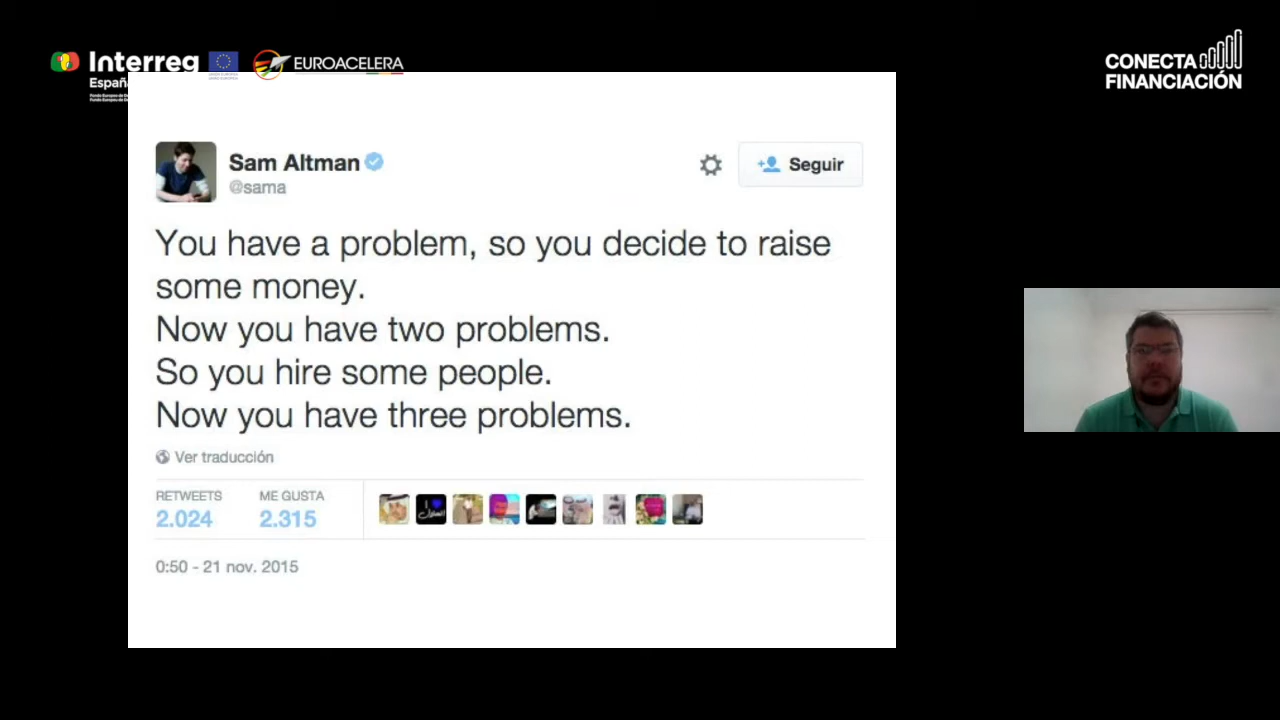 Interreg
Españ
EUROACELERA
CONECTA
FINANCIACIÓN
Sam Altman
@sama
Seguir
You have a problem, so you decide to raise
some money.
Now you have two problems.
So you hire some people.
Now you have three problems.
Ver traducción
RETWEETS ME GUSTA
2.024 2.315
0:50 - 21 nov. 2015